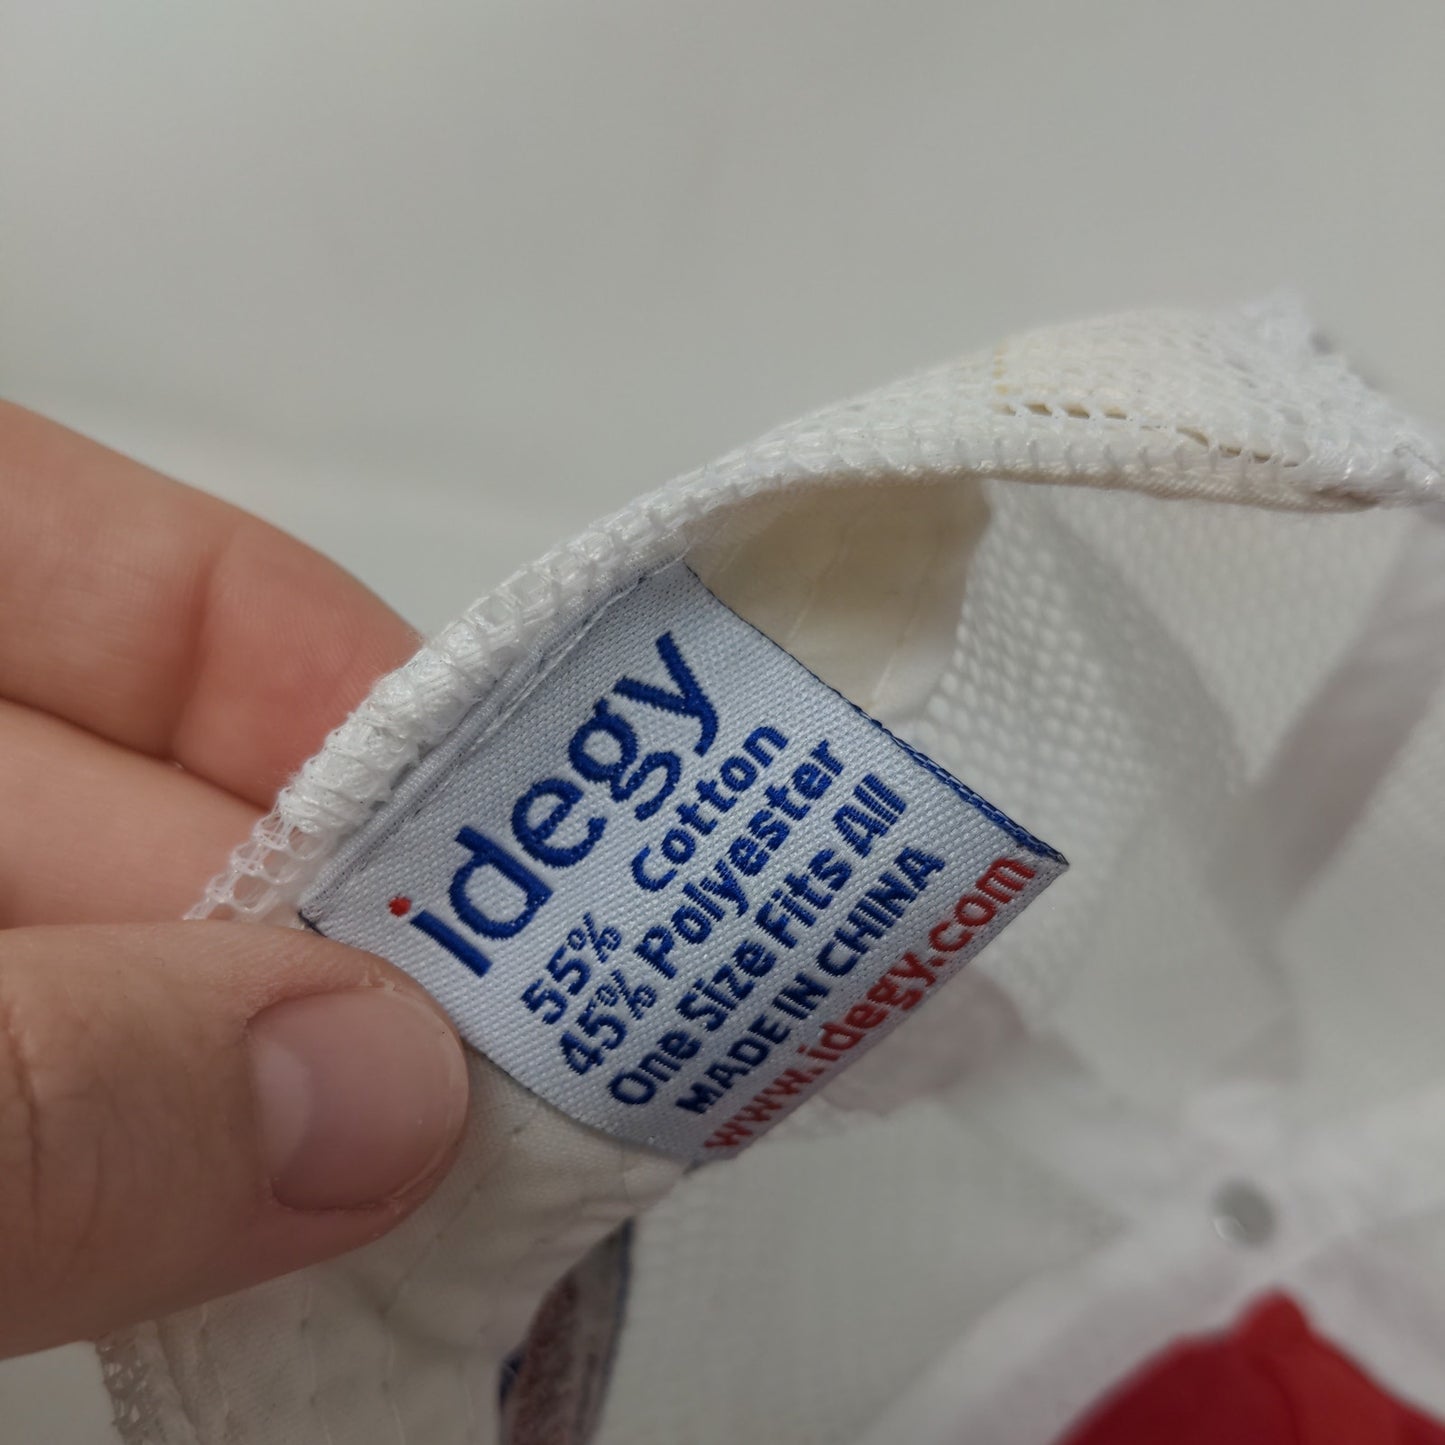 idegy
55% Cotton
45% Polyester
One Size Fits All
MADE IN CHINA
www.idegy.com